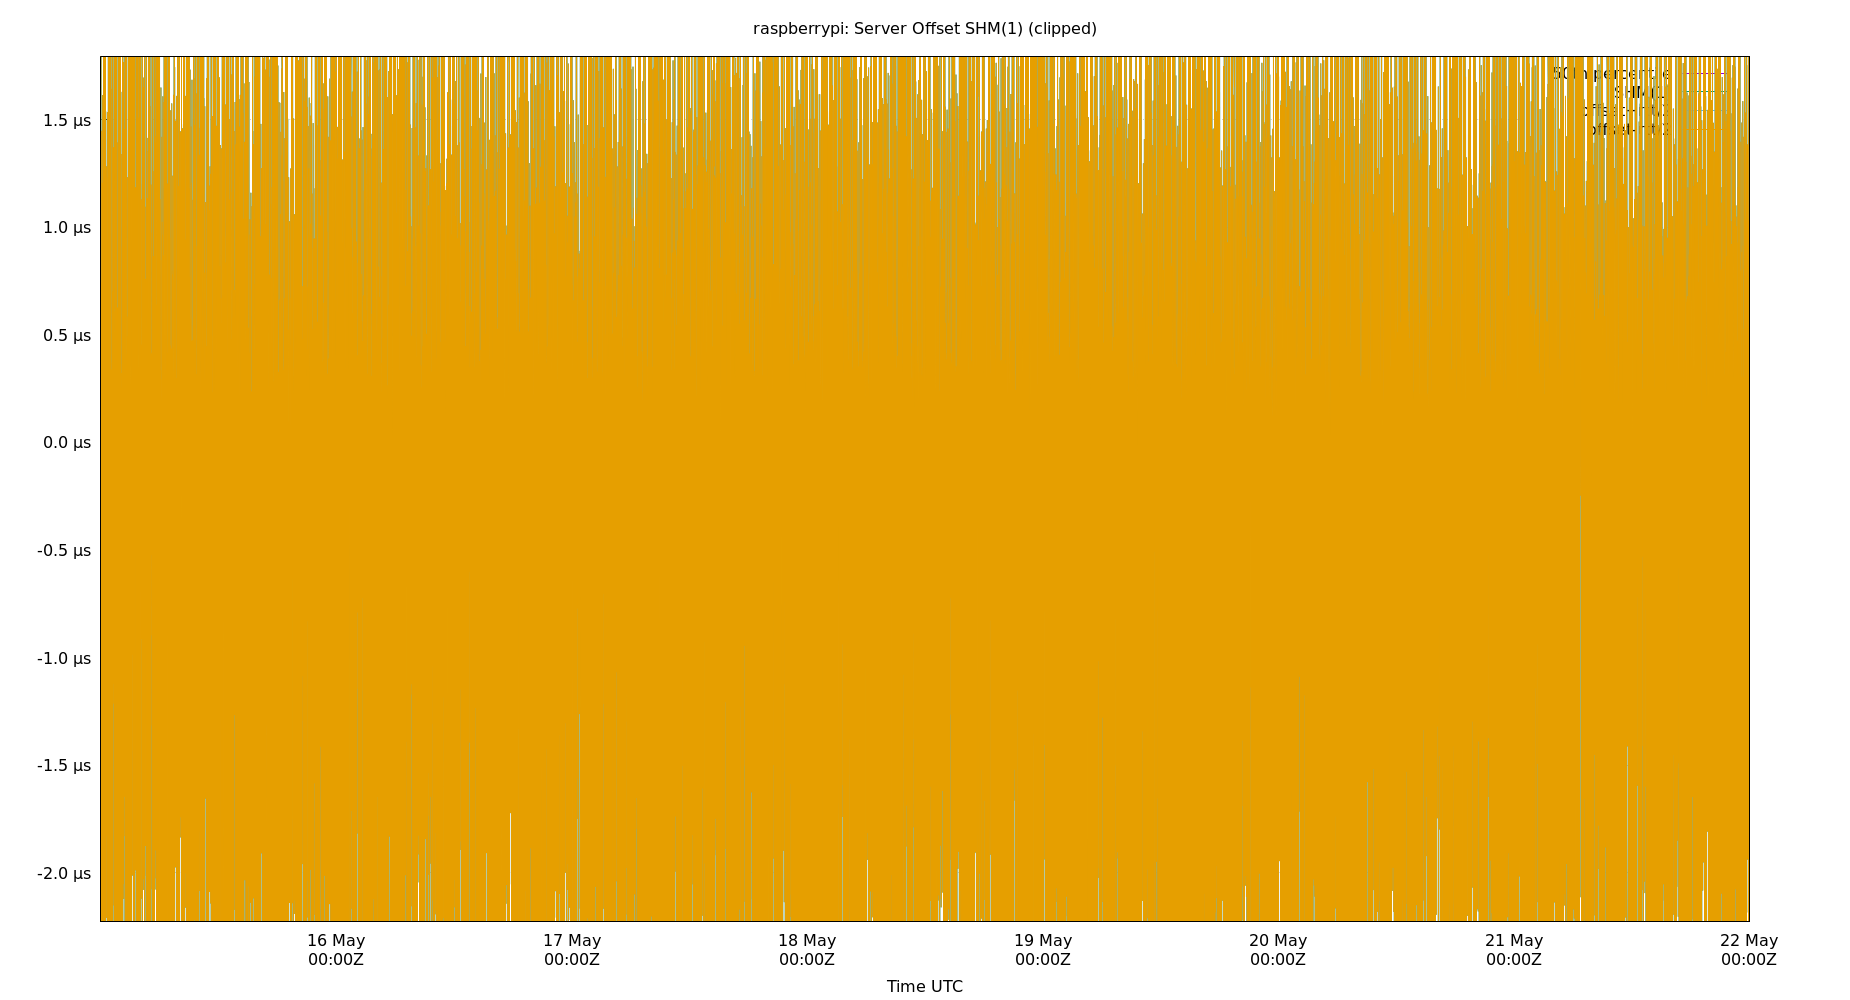 raspberrypi: Server Offset SHM(1) (clipped)
1.5 µs
1.0 µs
0.5 µs
0.0 µs
-0.5 µs
-1.0 µs
-1.5 µs
-2.0 µs
16 May 17 May 18 May 19 May 20 May 21 May 22 May
00:00Z 00:00Z 00:00Z 00:00Z 00:00Z 00:00Z 00:00Z
Time UTC